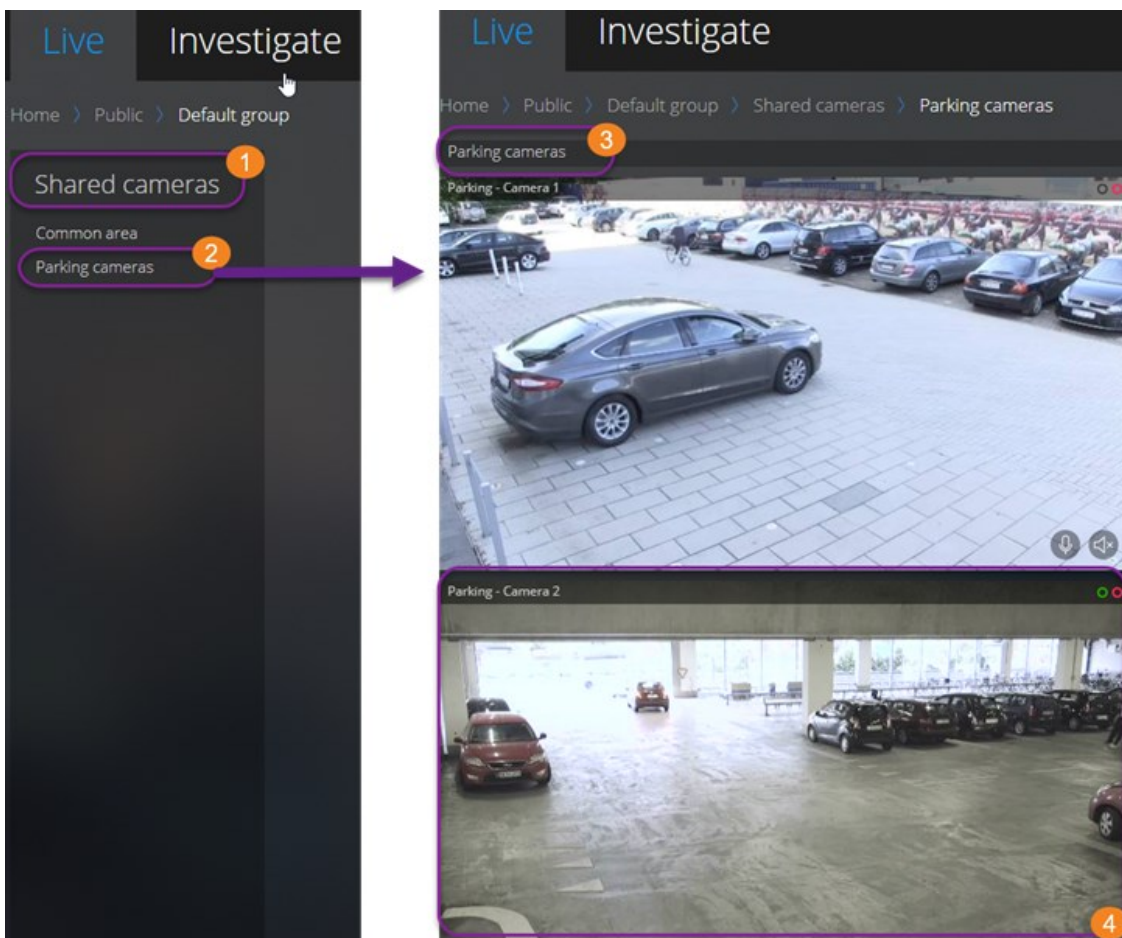 Live Investigate
Home > Public > Default group
1
Shared cameras
Common area
2
Parking cameras
Live Investigate
Home > Public > Default group > Shared cameras > Parking cameras
3
Parking cameras
Parking - Camera 1
Parking - Camera 2
4